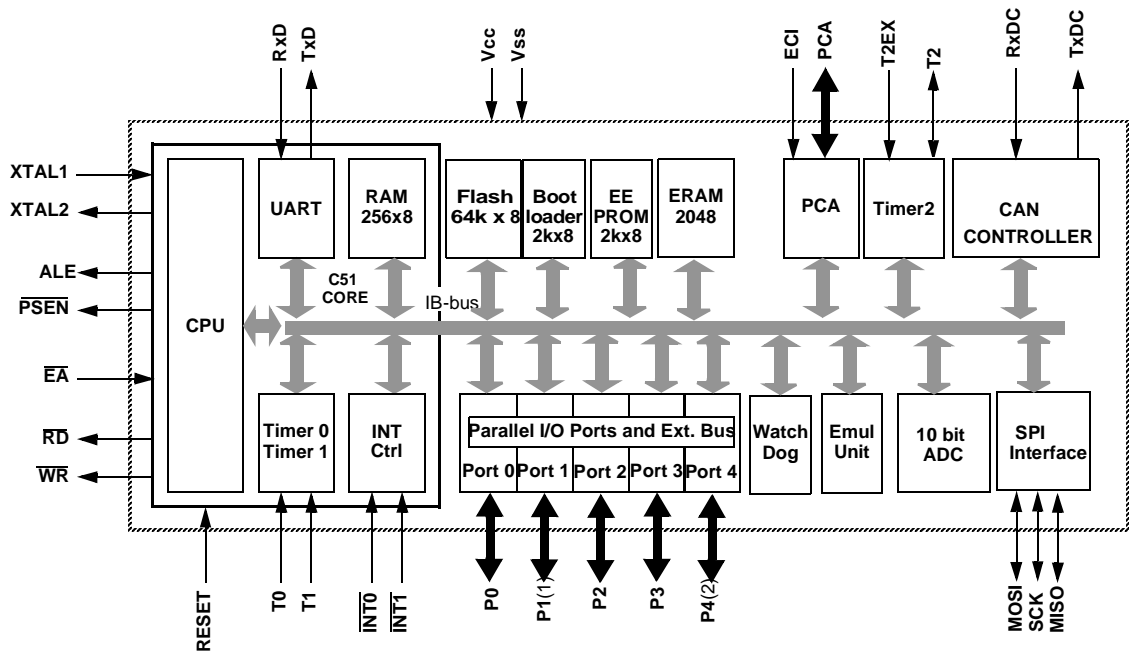 RxD
TxD
Vcc
Vss
ECI
PCA
T2EX
T2
RxDC
TxDC
XTAL1
XTAL2
ALE
PSEN
EA
RD
WR
CPU
UART
RAM
256x8
C51
CORE
IB-bus
Flash
64k x 8
Boot
loader
2kx8
EE
PROM
2kx8
ERAM
2048
PCA
Timer2
CAN
CONTROLLER
Timer 0
Timer 1
INT
Ctrl
Parallel I/O Ports and Ext. Bus
Port 0
Port 1
Port 2
Port 3
Port 4
Watch
Dog
Emul
Unit
10 bit
ADC
SPI
Interface
RESET
T0
T1
INT0
INT1
P0
P1(1)
P2
P3
P4(2)
MOSI
SCK
MISO